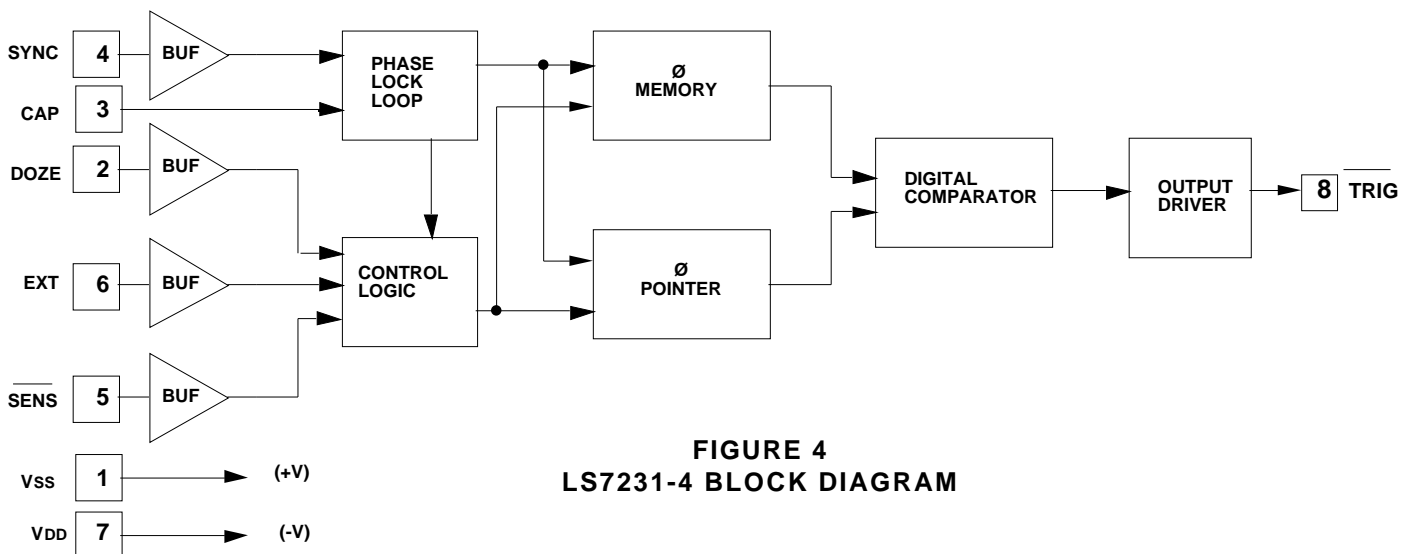 SYNC 4 BUF
CAP 3
DOZE 2 BUF
EXT 6 BUF
SENS 5 BUF
VSS 1 (+V)
VDD 7 (-V)
PHASE
LOCK
LOOP
CONTROL
LOGIC
Ø
MEMORY
Ø
POINTER
DIGITAL
COMPARATOR
OUTPUT
DRIVER
8 TRIG
FIGURE 4
LS7231-4 BLOCK DIAGRAM